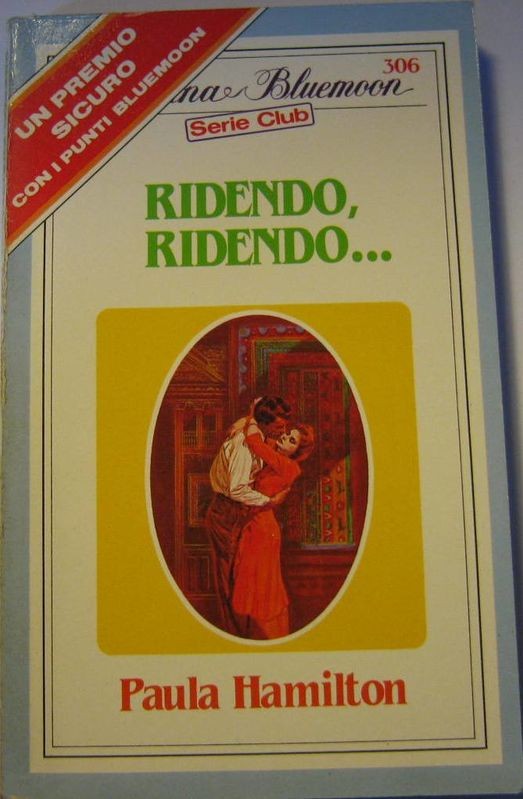 UN PREMIO
SICURO
CON I PUNTI BLUEMOON
306
Bluemoon
Serie Club
RIDENDO,
RIDENDO...
Paula Hamilton